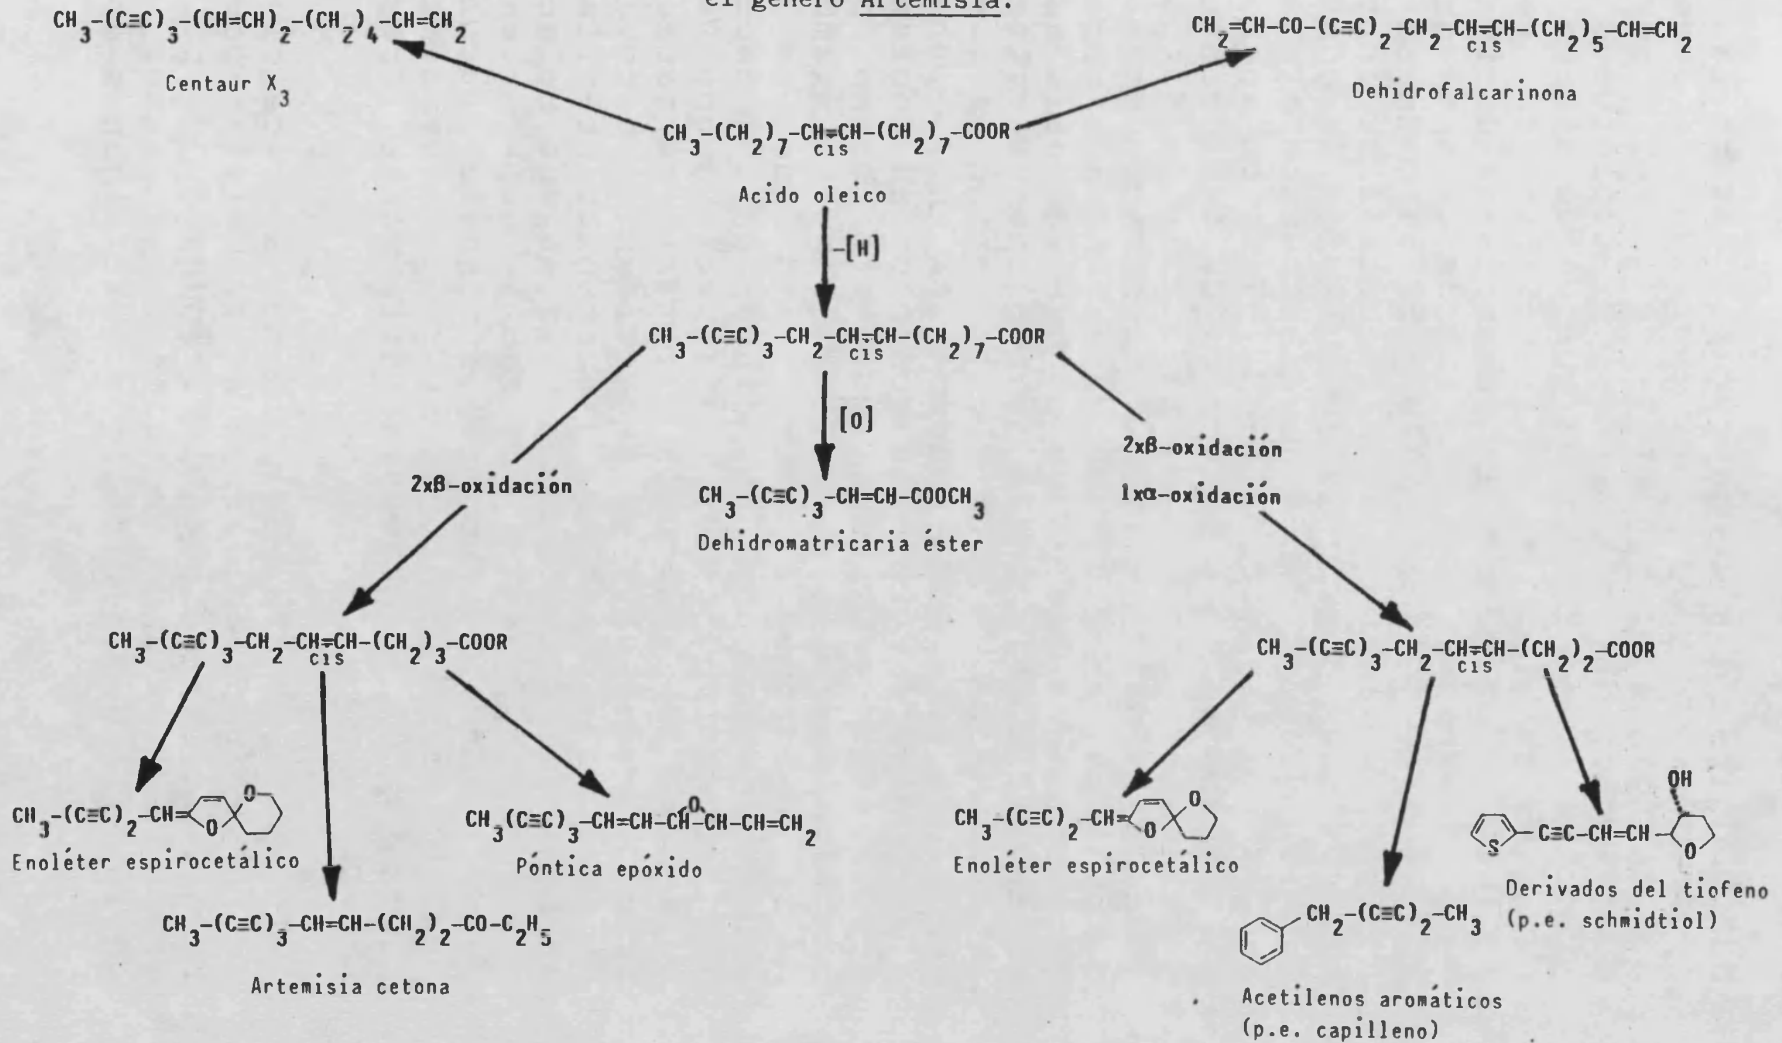 el género Artemisia.
CH3-(C≡C)3-(CH=CH)2-(CH2)4-CH=CH2
Centaur X3
CH2=CH-CO-(C≡C)2-CH2-CH=CH-(CH2)5-CH=CH2
cis
Dehidrofalcarinona
CH3-(CH2)7-CH=CH-(CH2)7-COOR
cis
Acido oleico
-[H]
CH3-(C≡C)3-CH2-CH=CH-(CH2)7-COOR
cis
[O]
2xβ-oxidación
2xβ-oxidación
1xα-oxidación
CH3-(C≡C)3-CH=CH-COOCH3
Dehidromatricaria éster
CH3-(C≡C)3-CH2-CH=CH-(CH2)3-COOR
cis
CH3-(C≡C)3-CH2-CH=CH-(CH2)2-COOR
cis
CH3-(C≡C)2-CH= O O
Enoléter espirocetálico
CH3(C≡C)3-CH=CH-CH-CH-CH=CH2
O
Póntica epóxido
CH3-(C≡C)3-CH=CH-(CH2)2-CO-C2H5
Artemisia cetona
CH3-(C≡C)2-CH= O O
Enoléter espirocetálico
CH2-(C≡C)2-CH3
Acetilenos aromáticos
(p.e. capilleno)
OH
S C≡C-CH=CH O
Derivados del tiofeno
(p.e. schmidtiol)